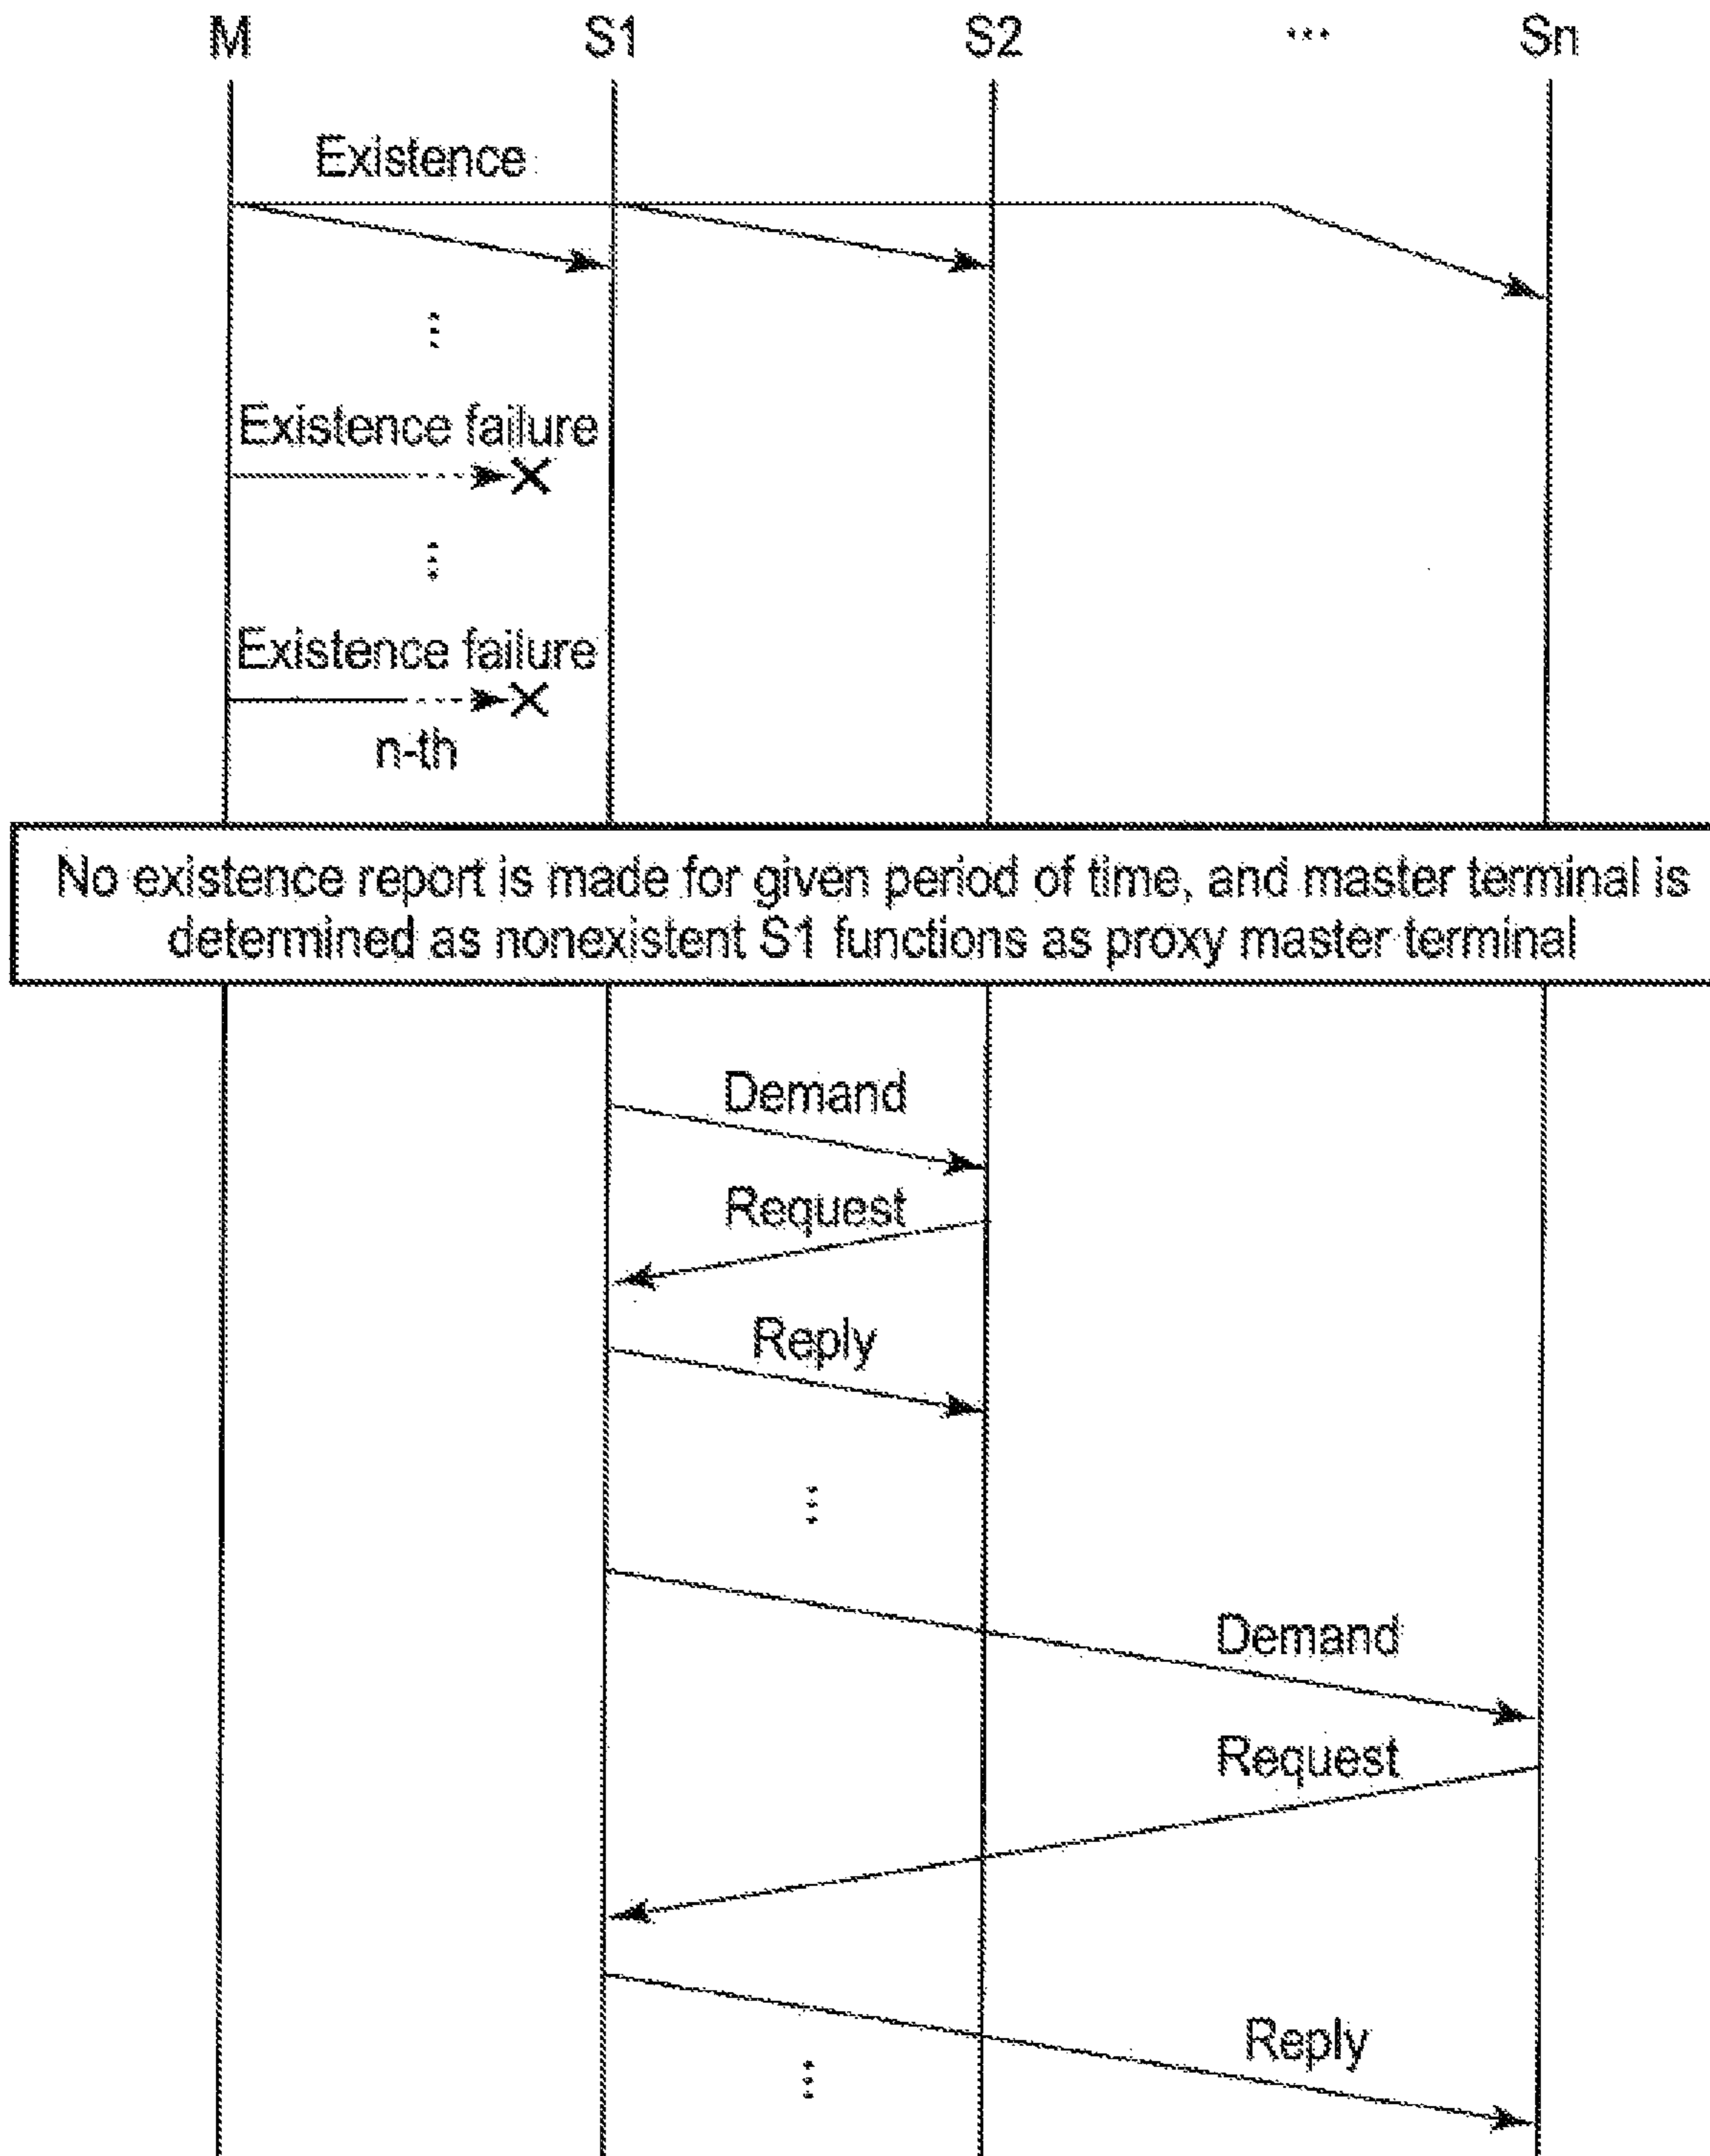 M S1 S2 ... Sn
Existence
...
Existence failure
...
Existence failure
n-th
No existence report is made for given period of time, and master terminal is
determined as nonexistent S1 functions as proxy master terminal
Demand
Request
Reply
...
Demand
Request
Reply
...